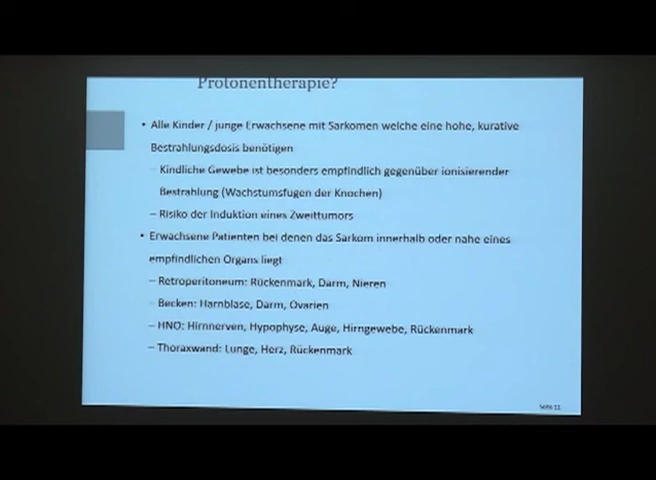 Protonentherapie?
• Alle Kinder / junge Erwachsene mit Sarkomen welche eine hohe, kurative
Bestrahlungsdosis benötigen
– Kindliche Gewebe ist besonders empfindlich gegenüber ionisierender
Bestrahlung (Wachstumsfugen der Knochen)
– Risiko der Induktion eines Zweittumors
• Erwachsene Patienten bei denen das Sarkom innerhalb oder nahe eines
empfindlichen Organs liegt
– Retroperitoneum: Rückenmark, Darm, Nieren
– Becken: Harnblase, Darm, Ovarien
– HNO: Hirnnerven, Hypophyse, Auge, Hirngewebe, Rückenmark
– Thoraxwand: Lunge, Herz, Rückenmark
Seite 11